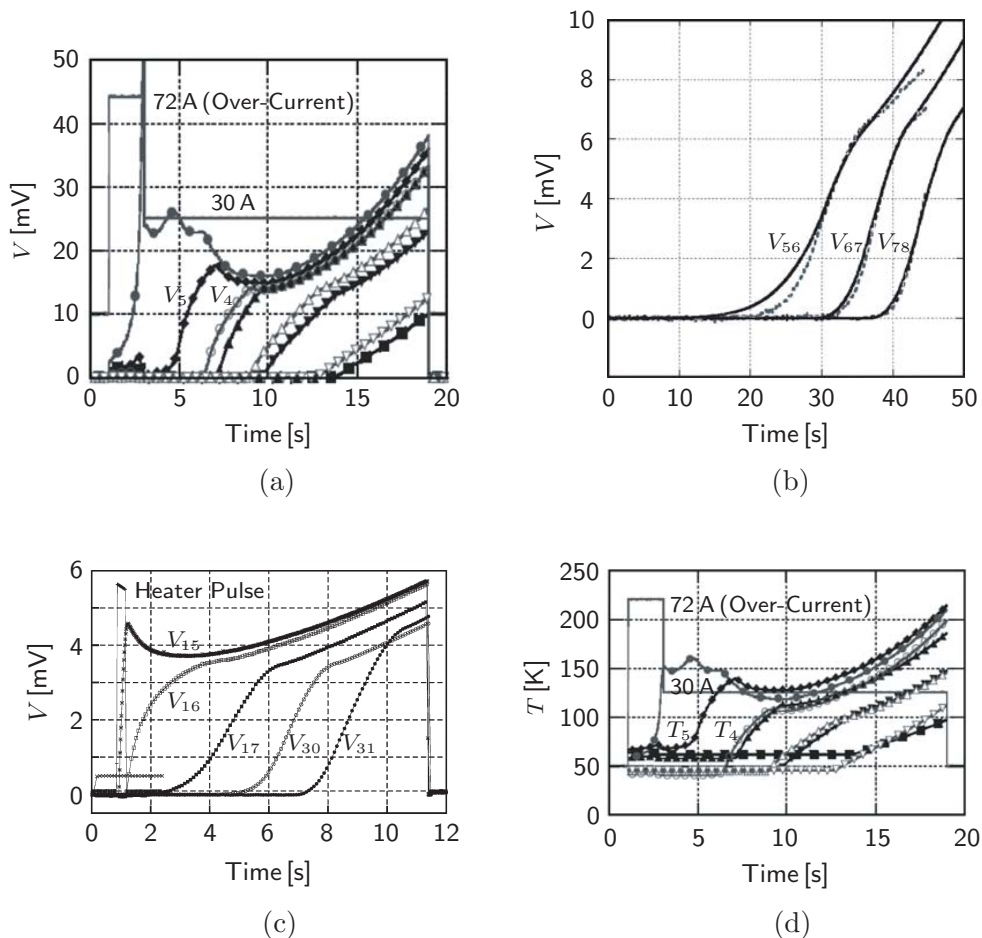 50
40
30
20
10
0
V [mV]
72 A (Over-Current)
30 A
V5
V4
0 5 10 15 20
Time [s]
(a)
10
8
6
4
2
0
V [mV]
V56
V67
V78
0 10 20 30 40 50
Time [s]
(b)
6
4
2
0
V [mV]
Heater Pulse
V15
V16
V17
V30
V31
0 2 4 6 8 10 12
Time [s]
(c)
250
200
150
100
50
0
T [K]
72 A (Over-Current)
30 A
T5
T4
0 5 10 15 20
Time [s]
(d)